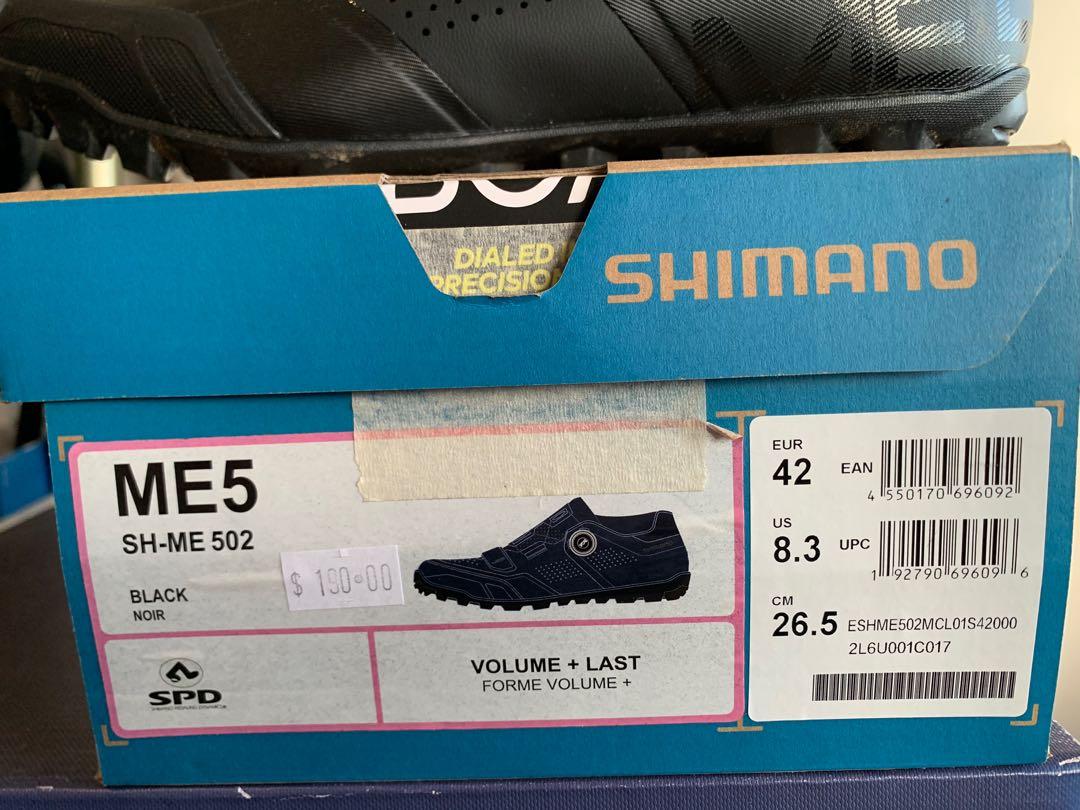 ME
DIALED
PRECISIO
SHIMANO
ME5
SH-ME 502
$ 190.00
BLACK
NOIR
SPD
VOLUME + LAST
FORME VOLUME +
EUR
42
EAN
4 550170 696092
US
8.3
UPC
1 92790 69609 6
CM
26.5
ESHME502MCL01S42000
2L6U001C017